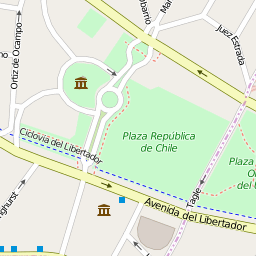 Ortiz de Ocampo
Juez Estrada
Ciclovía del Libertador
Plaza República
de Chile
Plaza
Tagle
Avenida del Libertador